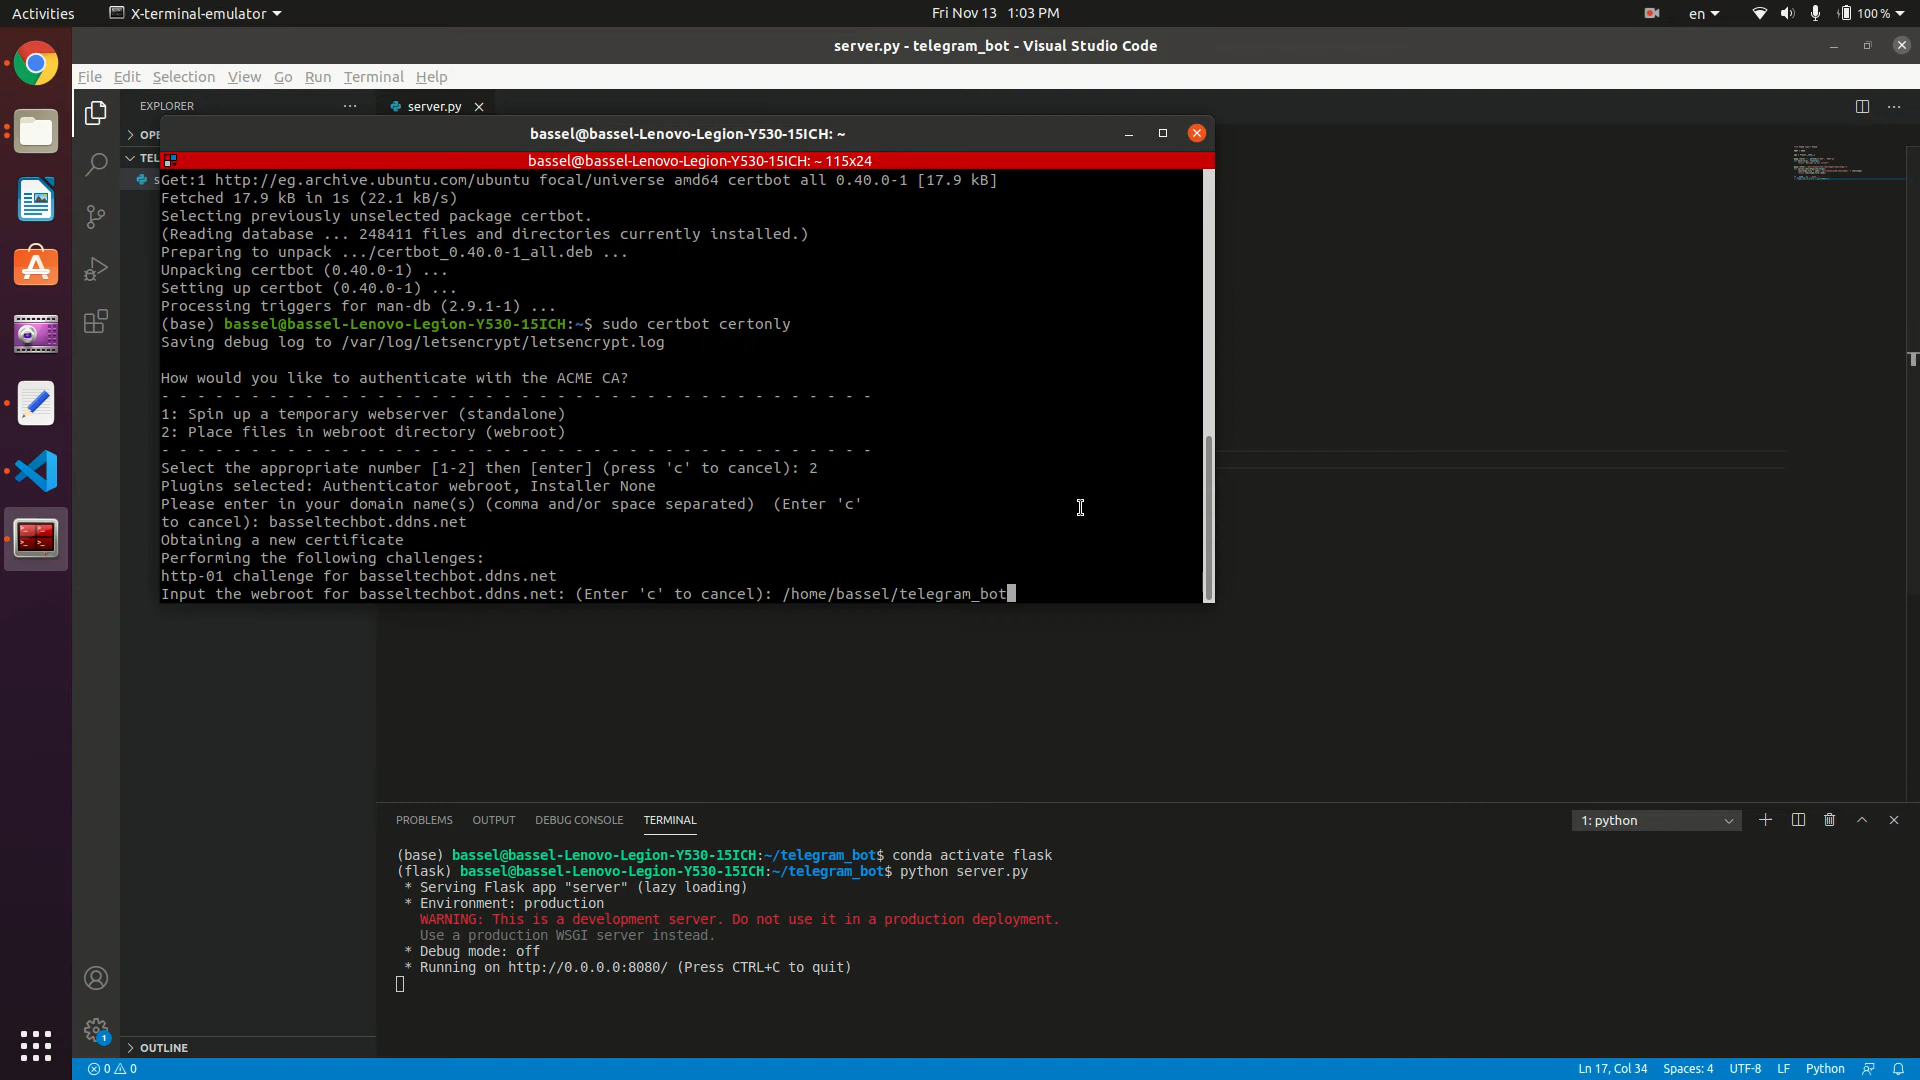 Activities
X-terminal-emulator
Fri Nov 13 1:03 PM
en
100 %
server.py - telegram_bot - Visual Studio Code
File Edit Selection View Go Run Terminal Help
EXPLORER
server.py
OPE
TEL
s
bassel@bassel-Lenovo-Legion-Y530-15ICH: ~
bassel@bassel-Lenovo-Legion-Y530-15ICH: ~ 115x24
Get:1 http://eg.archive.ubuntu.com/ubuntu focal/universe amd64 certbot all 0.40.0-1 [17.9 kB]
Fetched 17.9 kB in 1s (22.1 kB/s)
Selecting previously unselected package certbot.
(Reading database ... 248411 files and directories currently installed.)
Preparing to unpack .../certbot_0.40.0-1_all.deb ...
Unpacking certbot (0.40.0-1) ...
Setting up certbot (0.40.0-1) ...
Processing triggers for man-db (2.9.1-1) ...
(base) bassel@bassel-Lenovo-Legion-Y530-15ICH:~$ sudo certbot certonly
Saving debug log to /var/log/letsencrypt/letsencrypt.log
How would you like to authenticate with the ACME CA?
- - - - - - - - - - - - - - - - - - - - - - - - - - - - - - - - - - - - - - - -
1: Spin up a temporary webserver (standalone)
2: Place files in webroot directory (webroot)
- - - - - - - - - - - - - - - - - - - - - - - - - - - - - - - - - - - - - - - -
Select the appropriate number [1-2] then [enter] (press 'c' to cancel): 2
Plugins selected: Authenticator webroot, Installer None
Please enter in your domain name(s) (comma and/or space separated)  (Enter 'c'
to cancel): basseltechbot.ddns.net
Obtaining a new certificate
Performing the following challenges:
http-01 challenge for basseltechbot.ddns.net
Input the webroot for basseltechbot.ddns.net: (Enter 'c' to cancel): /home/bassel/telegram_bot
PROBLEMS OUTPUT DEBUG CONSOLE TERMINAL
1: python
(base) bassel@bassel-Lenovo-Legion-Y530-15ICH:~/telegram_bot$ conda activate flask
(flask) bassel@bassel-Lenovo-Legion-Y530-15ICH:~/telegram_bot$ python server.py
* Serving Flask app "server" (lazy loading)
* Environment: production
WARNING: This is a development server. Do not use it in a production deployment.
Use a production WSGI server instead.
* Debug mode: off
* Running on http://0.0.0.0:8080/ (Press CTRL+C to quit)
1
OUTLINE
0 0
Ln 17, Col 34 Spaces: 4 UTF-8 LF Python